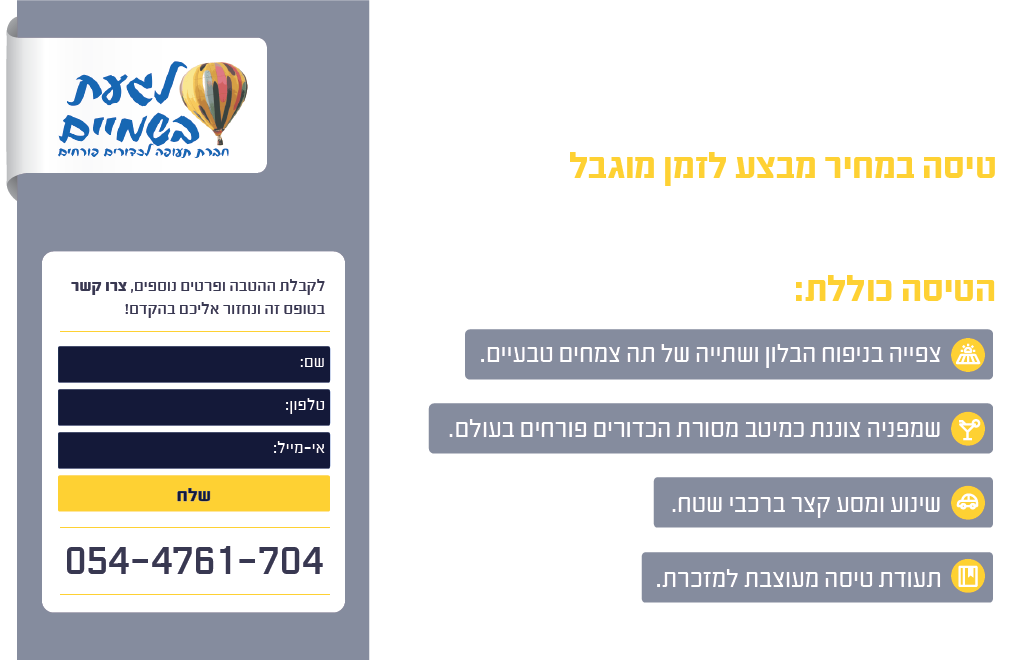 לגעת
בשמיים
חברת תעופה לכדורים פורחים
טיסה במחיר מבצע לזמן מוגבל
הטיסה כוללת:
צפייה בניפוח הבלון ושתייה של תה צמחים טבעיים.
שמפניה צוננת כמיטב מסורת הכדורים פורחים בעולם.
שינוע ומסע קצר ברכבי שטח.
תעודת טיסה מעוצבת למזכרת.
לקבלת ההטבה ופרטים נוספים, צרו קשר
בטופס זה ונחזור אליכם בהקדם!
שם:
טלפון:
אי-מייל:
שלח
054-4761-704